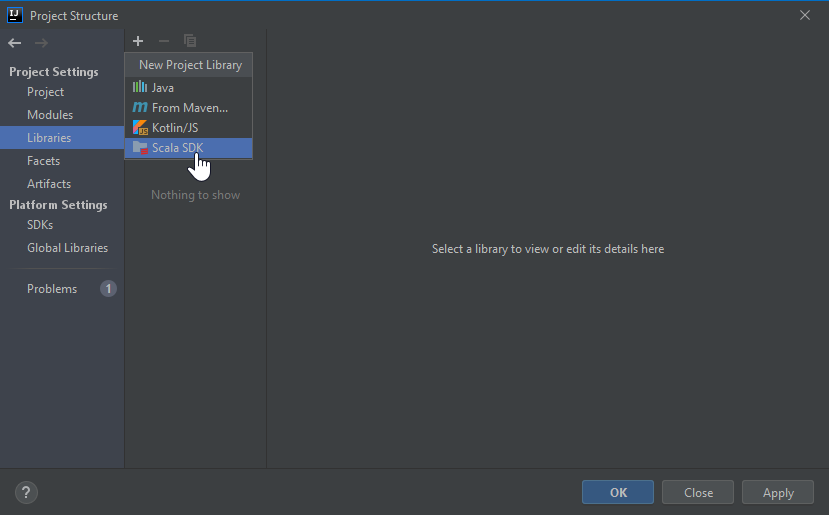 IJ
Project Structure
Project Settings
Project
Modules
Libraries
Facets
Artifacts
Platform Settings
SDKs
Global Libraries
Problems
1
New Project Library
Java
m
From Maven...
JS
Kotlin/JS
Scala SDK
Nothing to show
Select a library to view or edit its details here
?
OK
Close
Apply